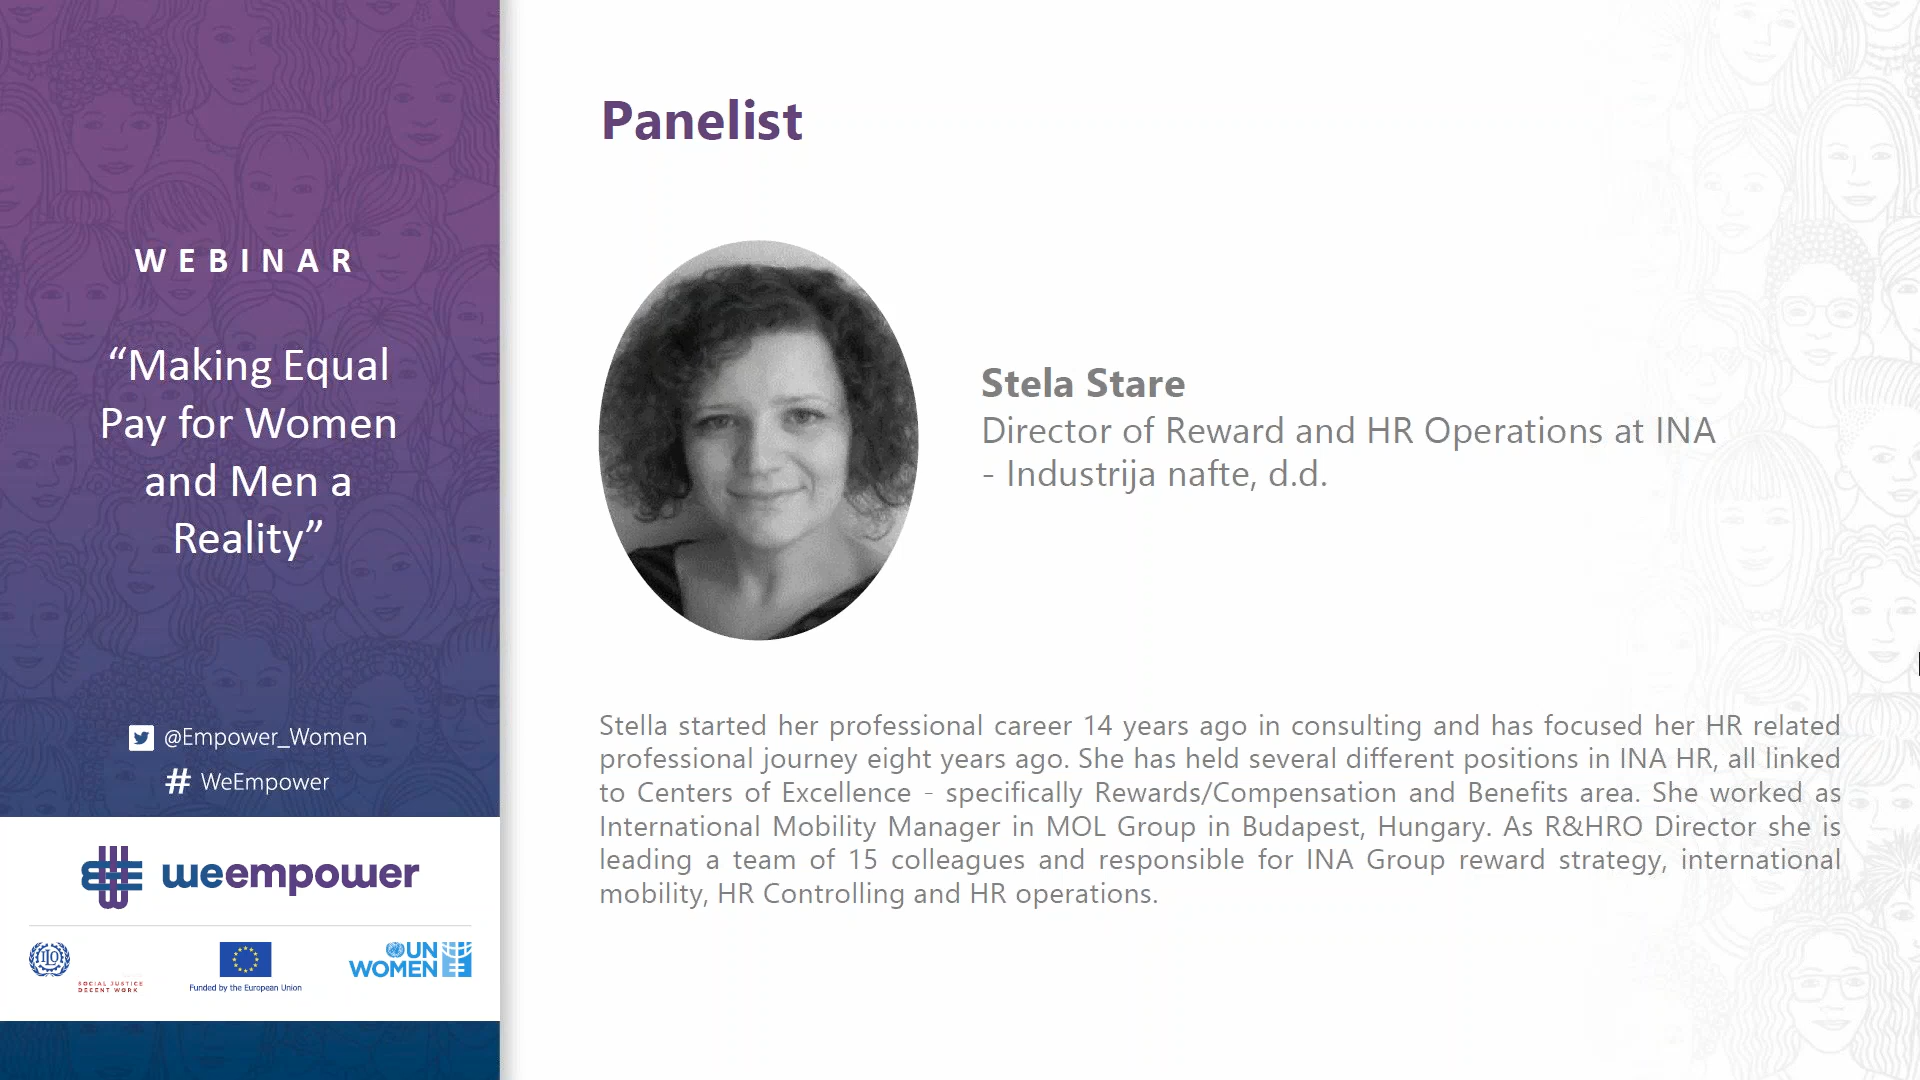 WEBINAR
“Making Equal
Pay for Women
and Men a
Reality”
@Empower_Women
# WeEmpower
weempower
ILO
SOCIAL JUSTICE
DECENT WORK
Funded by the European Union
UN
WOMEN
Panelist
Stela Stare
Director of Reward and HR Operations at INA
- Industrija nafte, d.d.
Stella started her professional career 14 years ago in consulting and has focused her HR related
professional journey eight years ago. She has held several different positions in INA HR, all linked
to Centers of Excellence - specifically Rewards/Compensation and Benefits area. She worked as
International Mobility Manager in MOL Group in Budapest, Hungary. As R&HRO Director she is
leading a team of 15 colleagues and responsible for INA Group reward strategy, international
mobility, HR Controlling and HR operations.